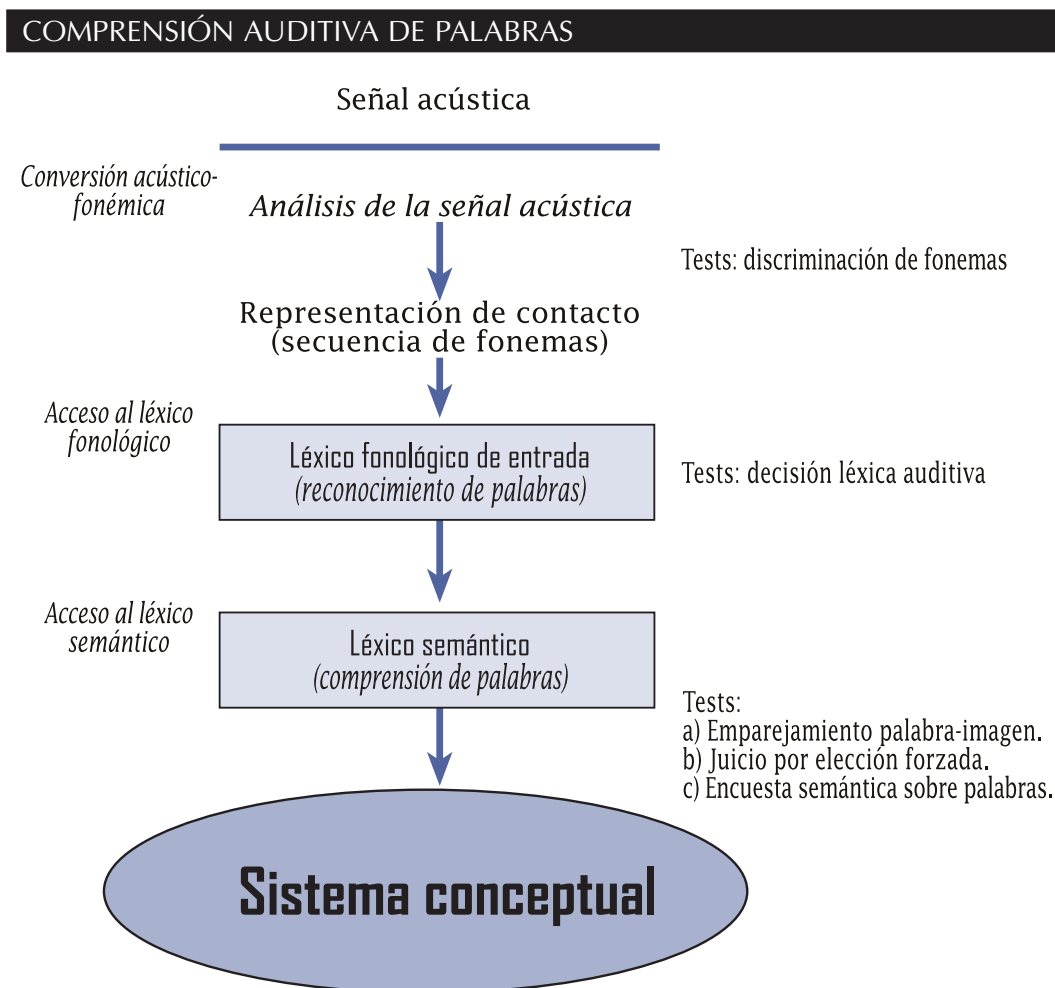 COMPRENSIÓN AUDITIVA DE PALABRAS
Señal acústica
Conversión acústico-
fonémica
Análisis de la señal acústica
Tests: discriminación de fonemas
Representación de contacto
(secuencia de fonemas)
Acceso al léxico
fonológico
Léxico fonológico de entrada
(reconocimiento de palabras)
Tests: decisión léxica auditiva
Acceso al léxico
semántico
Léxico semántico
(comprensión de palabras)
Tests:
a) Emparejamiento palabra-imagen.
b) Juicio por elección forzada.
c) Encuesta semántica sobre palabras.
Sistema conceptual